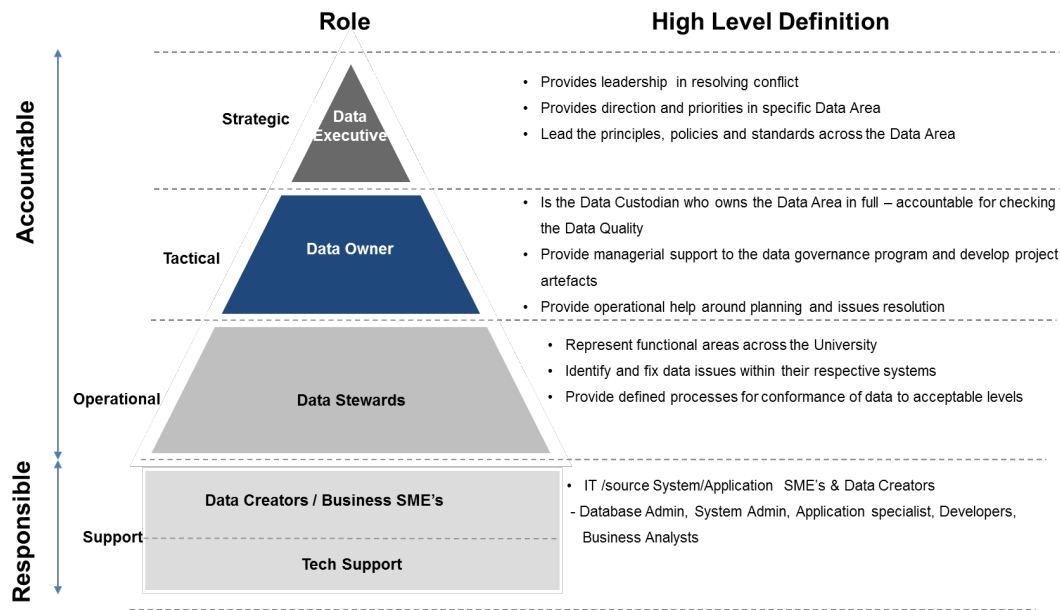 Role
High Level Definition
Accountable
Strategic
Data
Executive
• Provides leadership in resolving conflict
• Provides direction and priorities in specific Data Area
• Lead the principles, policies and standards across the Data Area
Tactical
Data Owner
• Is the Data Custodian who owns the Data Area in full – accountable for checking
the Data Quality
• Provide managerial support to the data governance program and develop project
artefacts
• Provide operational help around planning and issues resolution
Operational
Data Stewards
• Represent functional areas across the University
• Identify and fix data issues within their respective systems
• Provide defined processes for conformance of data to acceptable levels
Responsible
Support
Data Creators / Business SME's
Tech Support
• IT /source System/Application SME's & Data Creators
- Database Admin, System Admin, Application specialist, Developers,
Business Analysts